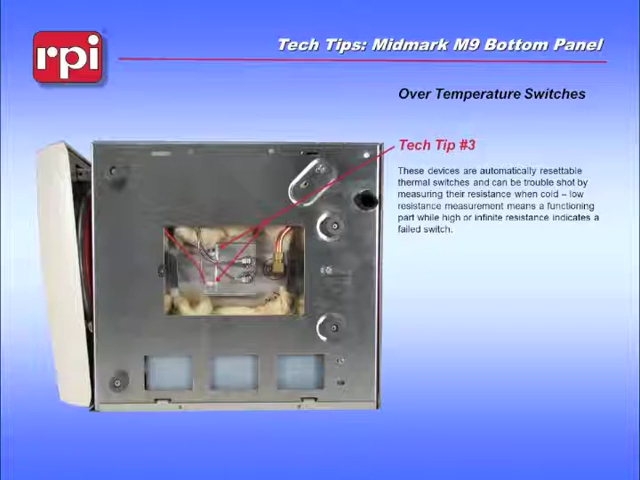 rpi
Tech Tips: Midmark M9 Bottom Panel
Over Temperature Switches
Tech Tip #3
These devices are automatically resettable
thermal switches and can be trouble shot by
measuring their resistance when cold – low
resistance measurement means a functioning
part while high or infinite resistance indicates a
failed switch.